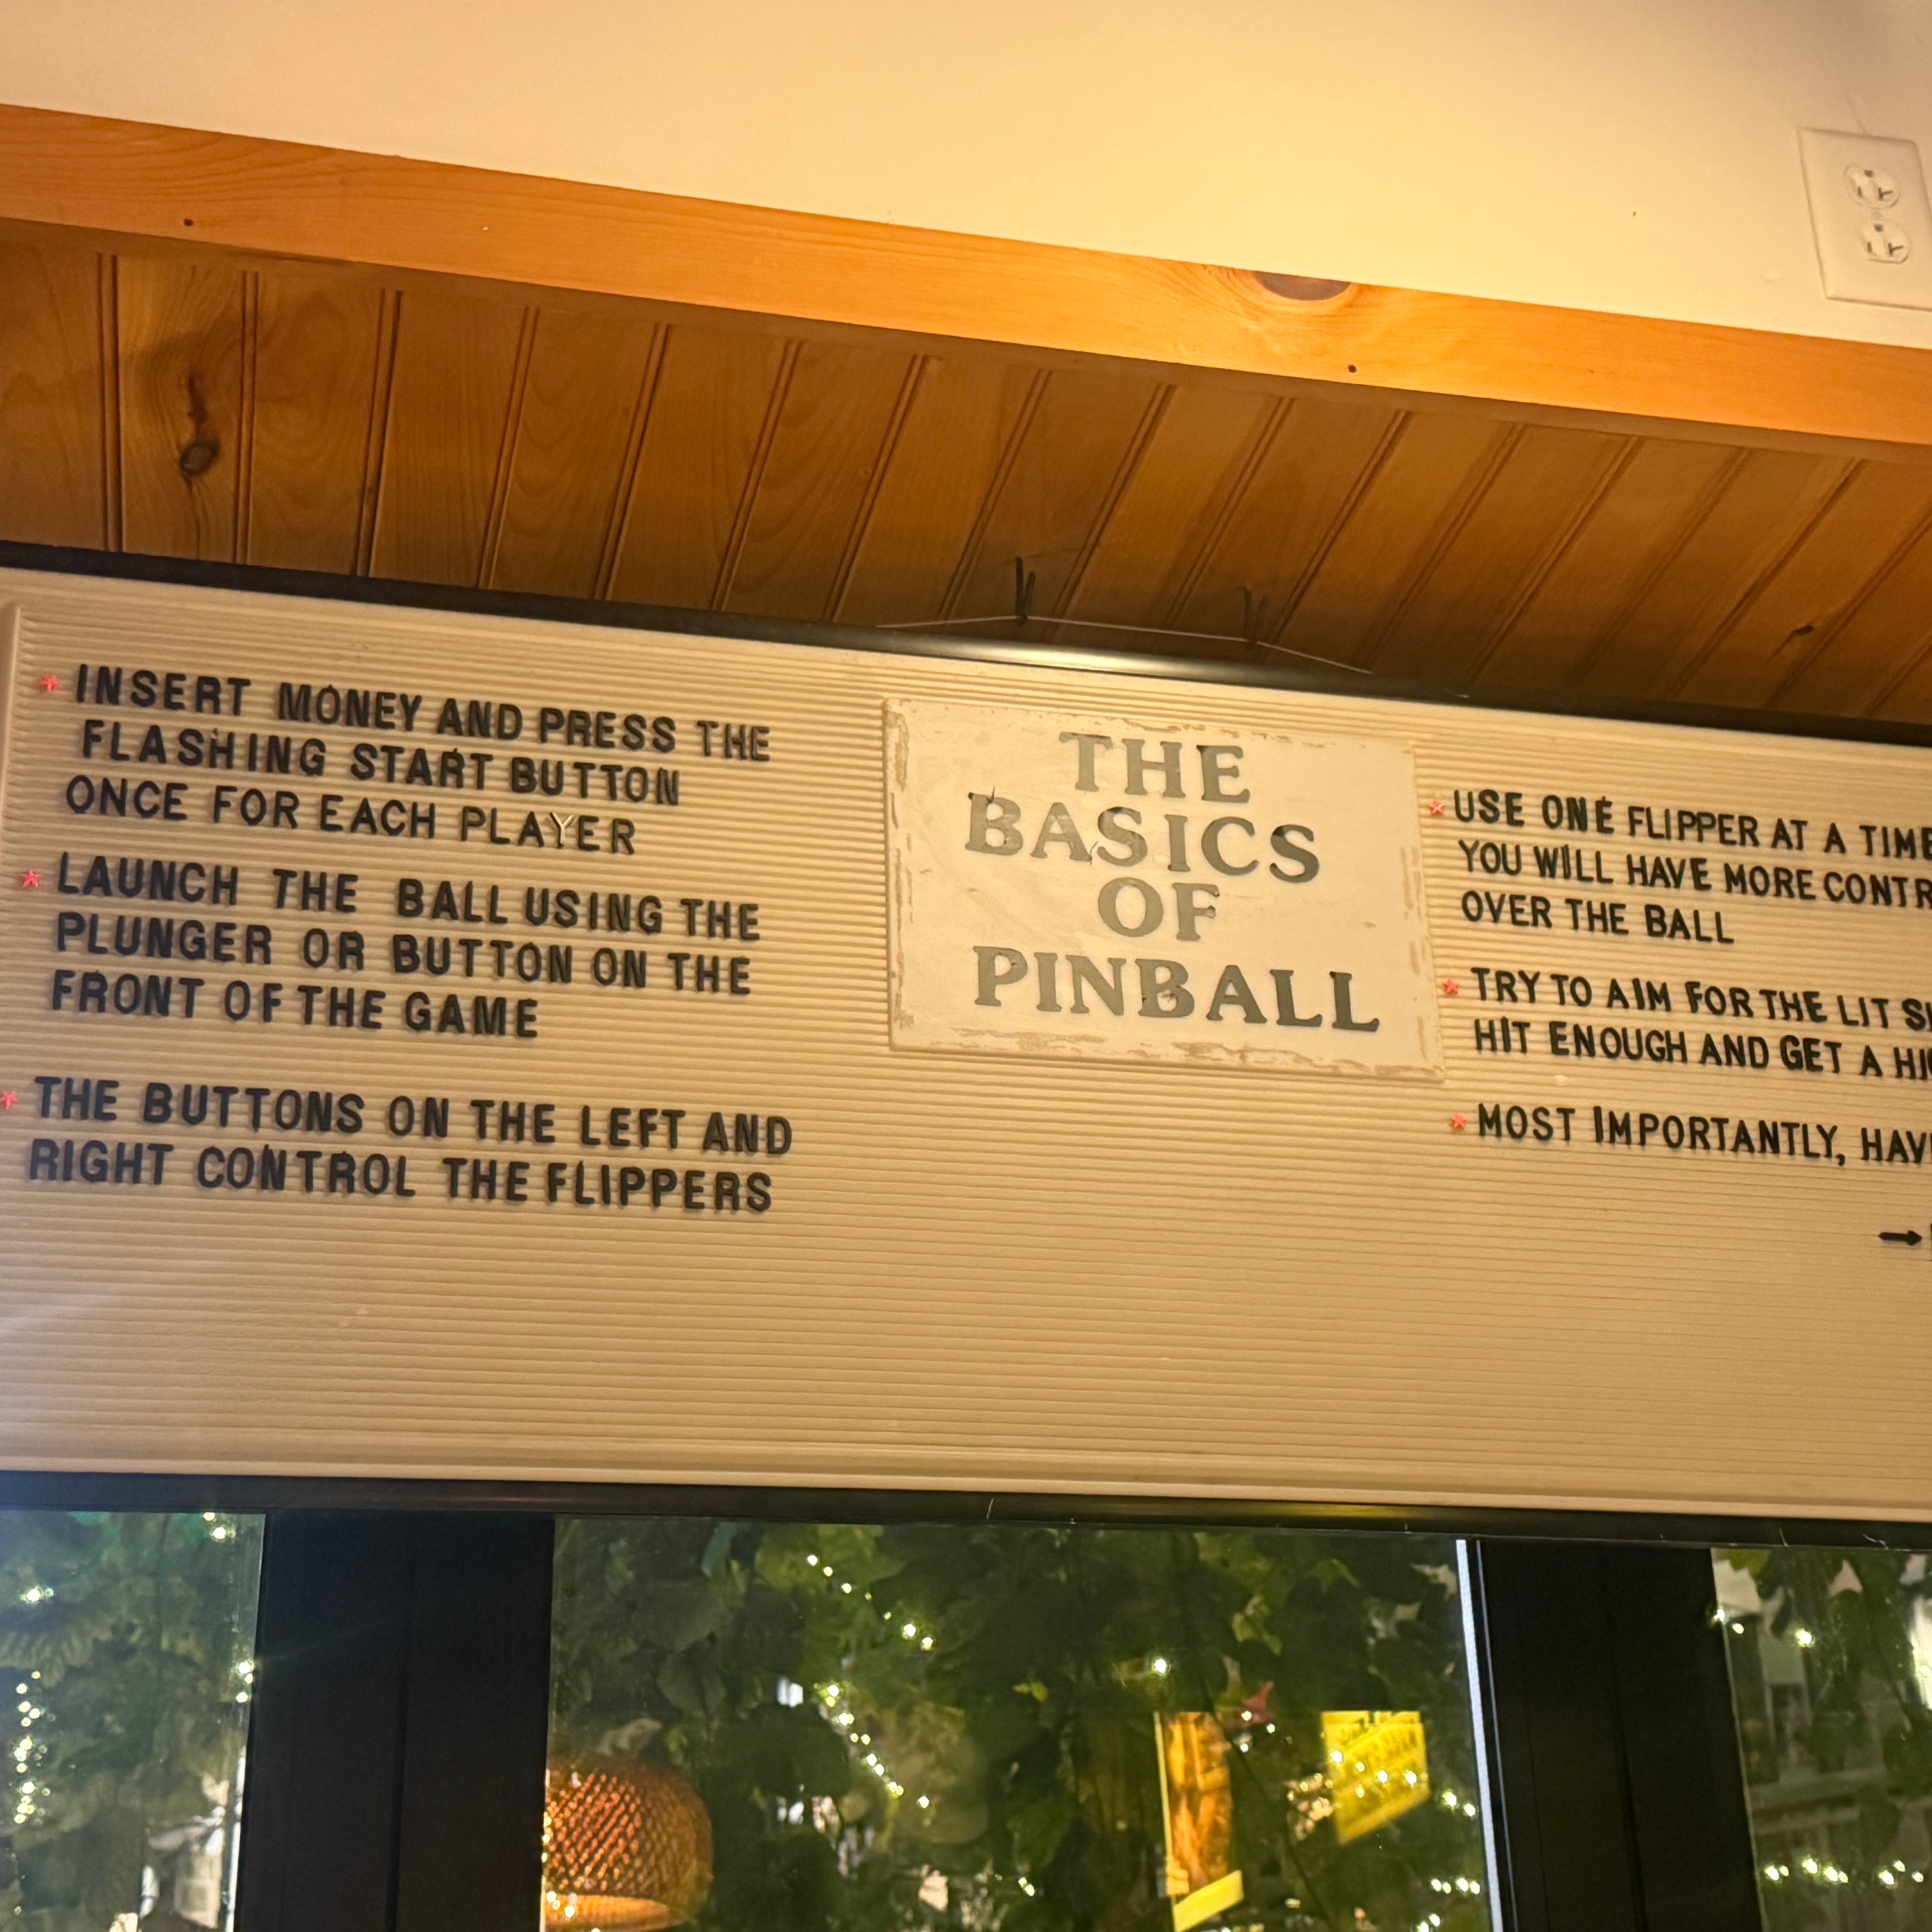 * INSERT MONEY AND PRESS THE
FLASHING START BUTTON
ONCE FOR EACH PLAYER
* LAUNCH THE BALL USING THE
PLUNGER OR BUTTON ON THE
FRONT OF THE GAME
* THE BUTTONS ON THE LEFT AND
RIGHT CONTROL THE FLIPPERS
THE
BASICS
OF
PINBALL
* USE ONE FLIPPER AT A TIME
YOU WILL HAVE MORE
OVER THE BALL
* TRY TO AIM FOR THE LIT
HIT ENOUGH AND GET A
* MOST IMPORTANTLY,
→